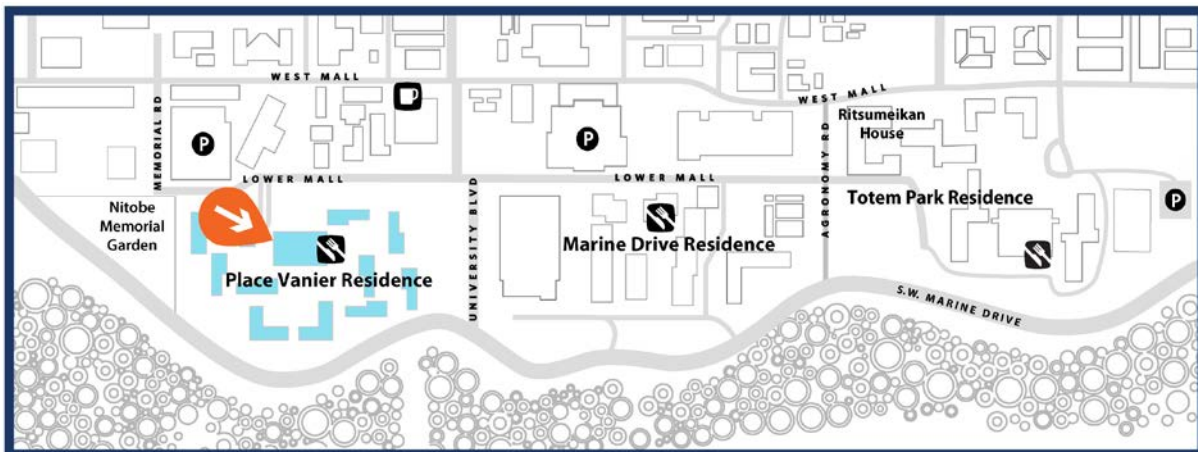 WEST MALL
WEST MALL
MEMORIAL RD
P
P
Ritsumeikan
House
AGRONOMY RD
LOWER MALL
LOWER MALL
UNIVERSITY BLVD
Totem Park Residence
P
Nitobe
Memorial
Garden
Marine Drive Residence
Place Vanier Residence
S.W. MARINE DRIVE